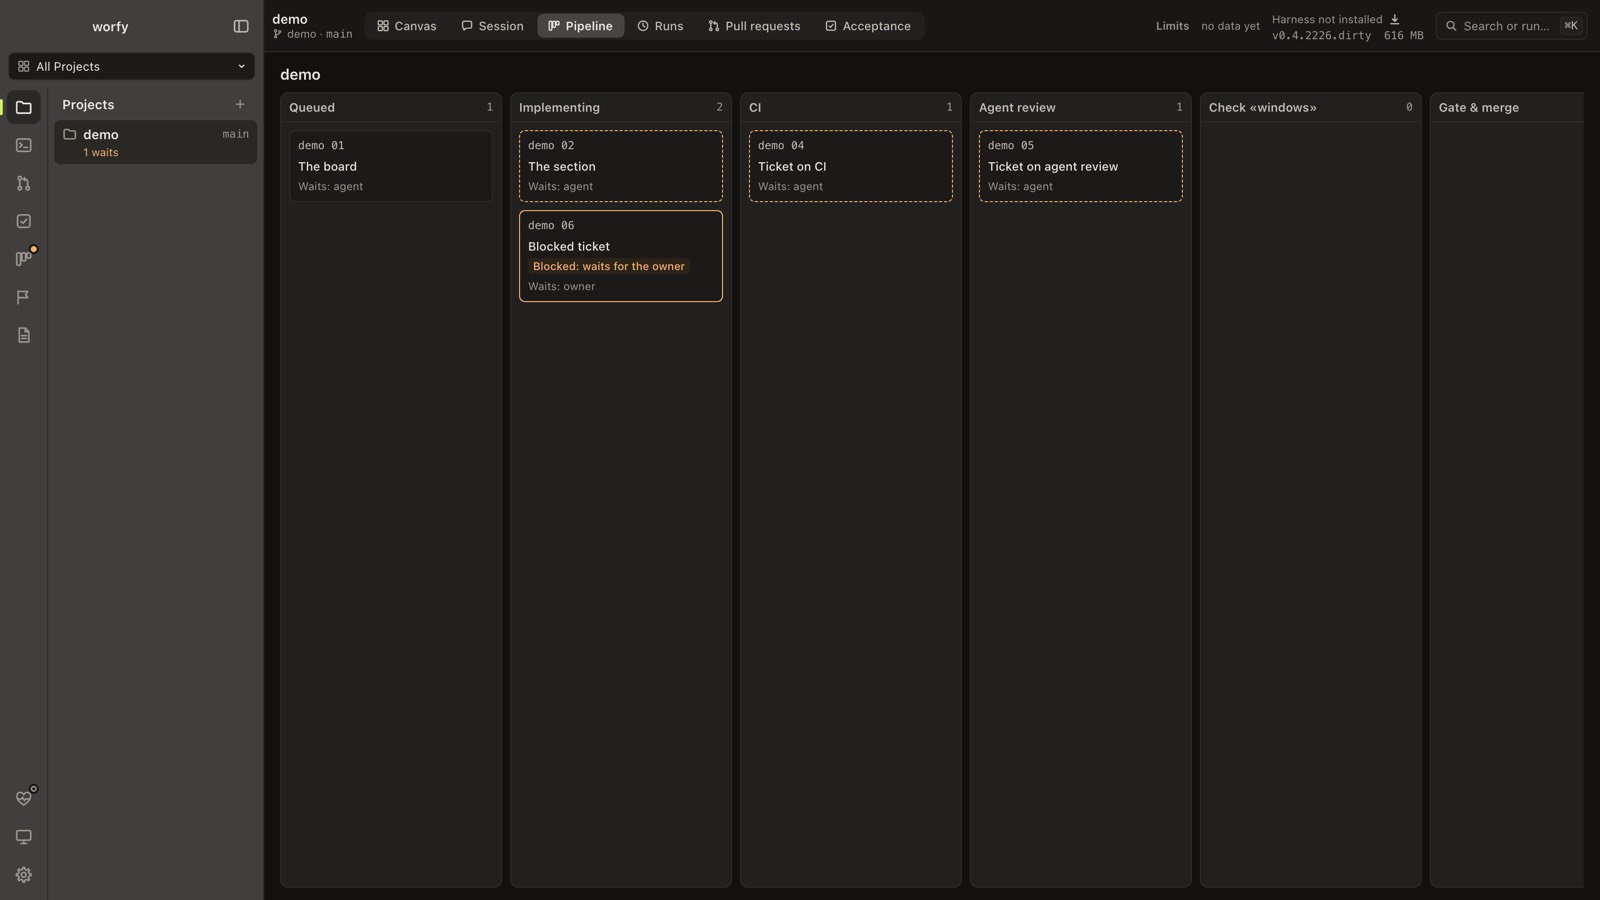 worfy
All Projects
Projects
demo main
1 waits
demo
demo · main
Canvas
Session
Pipeline
Runs
Pull requests
Acceptance
Limits no data yet
Harness not installed
v0.4.2226.dirty 616 MB
Search or run... ⌘K
demo
Queued 1
demo 01
The board
Waits: agent
Implementing 2
demo 02
The section
Waits: agent
demo 06
Blocked ticket
Blocked: waits for the owner
Waits: owner
CI 1
demo 04
Ticket on CI
Waits: agent
Agent review 1
demo 05
Ticket on agent review
Waits: agent
Check «windows» 0
Gate & merge